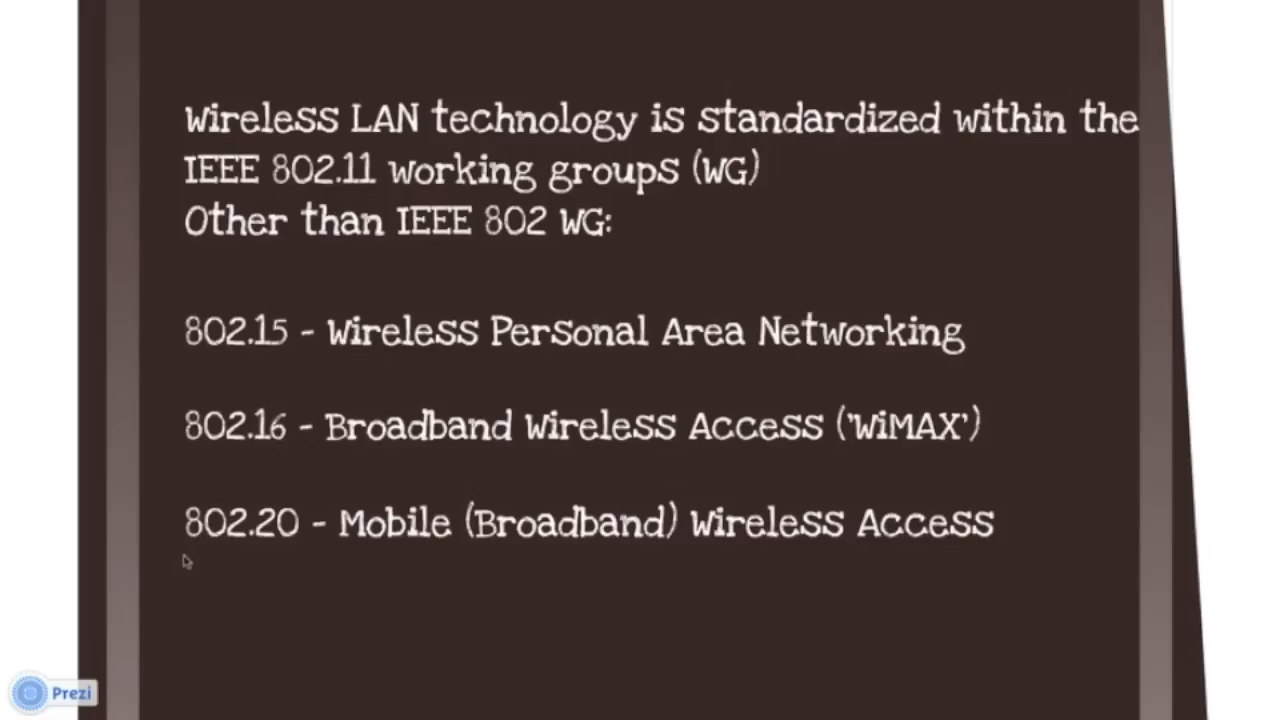 Wireless LAN technology is standardized within the
IEEE 802.11 working groups (WG)
Other than IEEE 802 WG:
802.15 - Wireless Personal Area Networking
802.16 - Broadband Wireless Access ('WiMAX')
802.20 - Mobile (Broadband) Wireless Access
Prezi